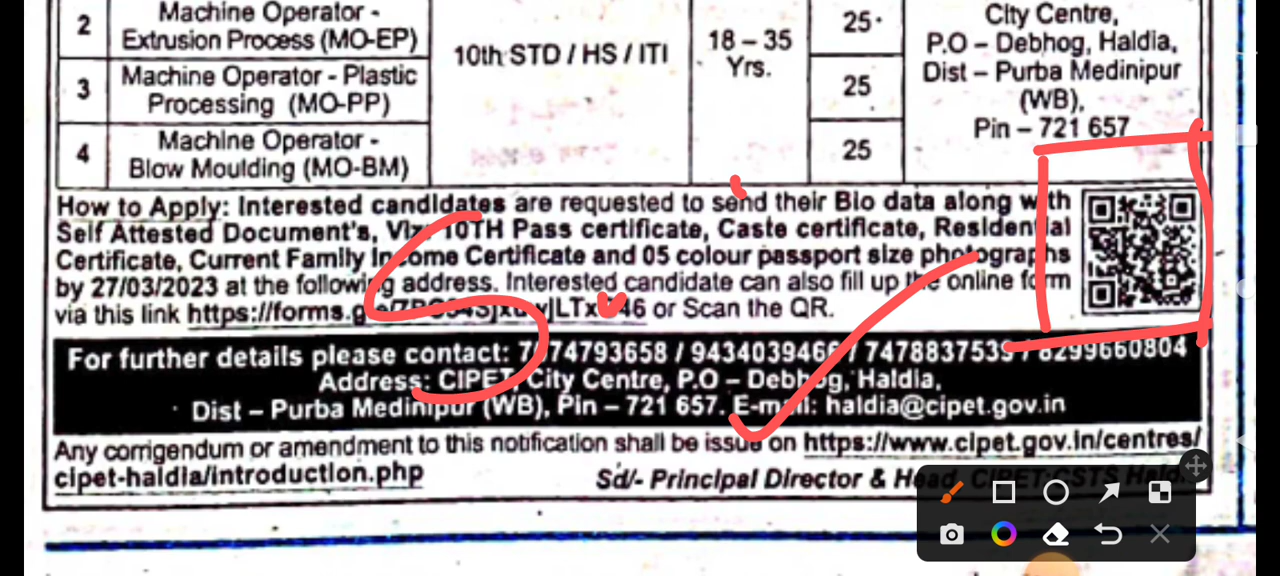 2
Machine Operator -
Extrusion Process (MO-EP)
10th STD / HS / ITI
18 – 35
Yrs.
25
City Centre,
P.O – Debhog, Haldia,
Dist – Purba Medinipur
(WB),
Pin – 721 657
3
Machine Operator - Plastic
Processing (MO-PP)
25
4
Machine Operator -
Blow Moulding (MO-BM)
25
How to Apply: Interested candidates are requested to send their Bio data along with
Self Attested Document's, Viz. 10TH Pass certificate, Caste certificate, Residential
Certificate, Current Family Income Certificate and 05 colour passport size photographs
by 27/03/2023 at the following address. Interested candidate can also fill up the online form
via this link or Scan the QR.
For further details please contact: 9434039466 / 7478837539 / 8299660804
Address: CIPET, City Centre, P.O – Debhog, Haldia,
Dist – Purba Medinipur (WB), Pin – 721 657. E-mail: haldia@cipet.gov.in
Any corrigendum or amendment to this notification shall be issue on https://www.cipet.gov.in/centres/
cipet-haldia/introduction.php
Sd/- Principal Director & Head, CIPET:CSTS